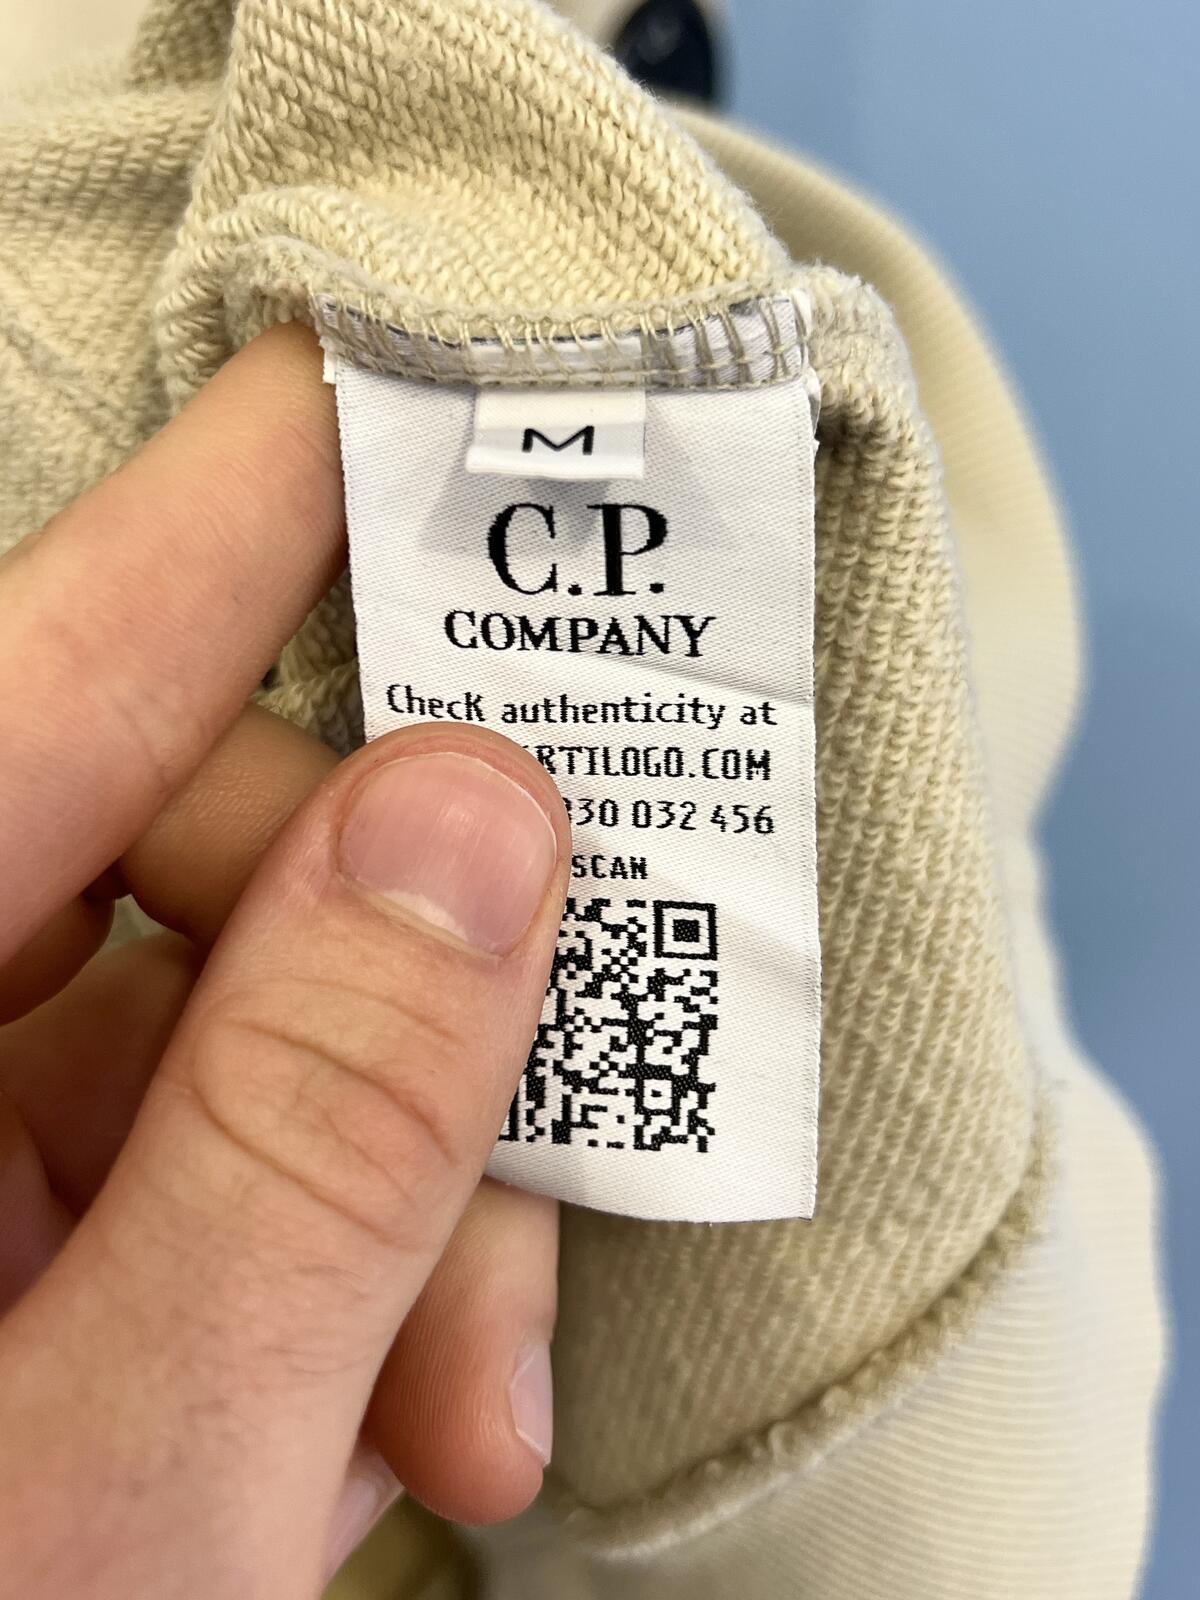 M
C.P.
COMPANY
Check authenticity at
RTILOGO.COM
30 032 456
SCAN